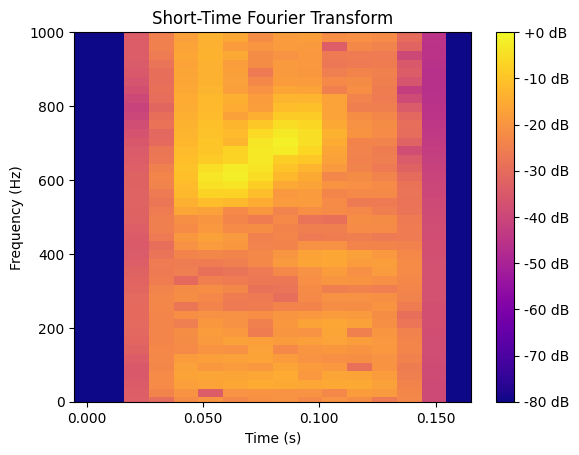 Short-Time Fourier Transform
Frequency (Hz)
1000
800
600
400
200
0
0.000
0.050
0.100
0.150
Time (s)
+0 dB
-10 dB
-20 dB
-30 dB
-40 dB
-50 dB
-60 dB
-70 dB
-80 dB